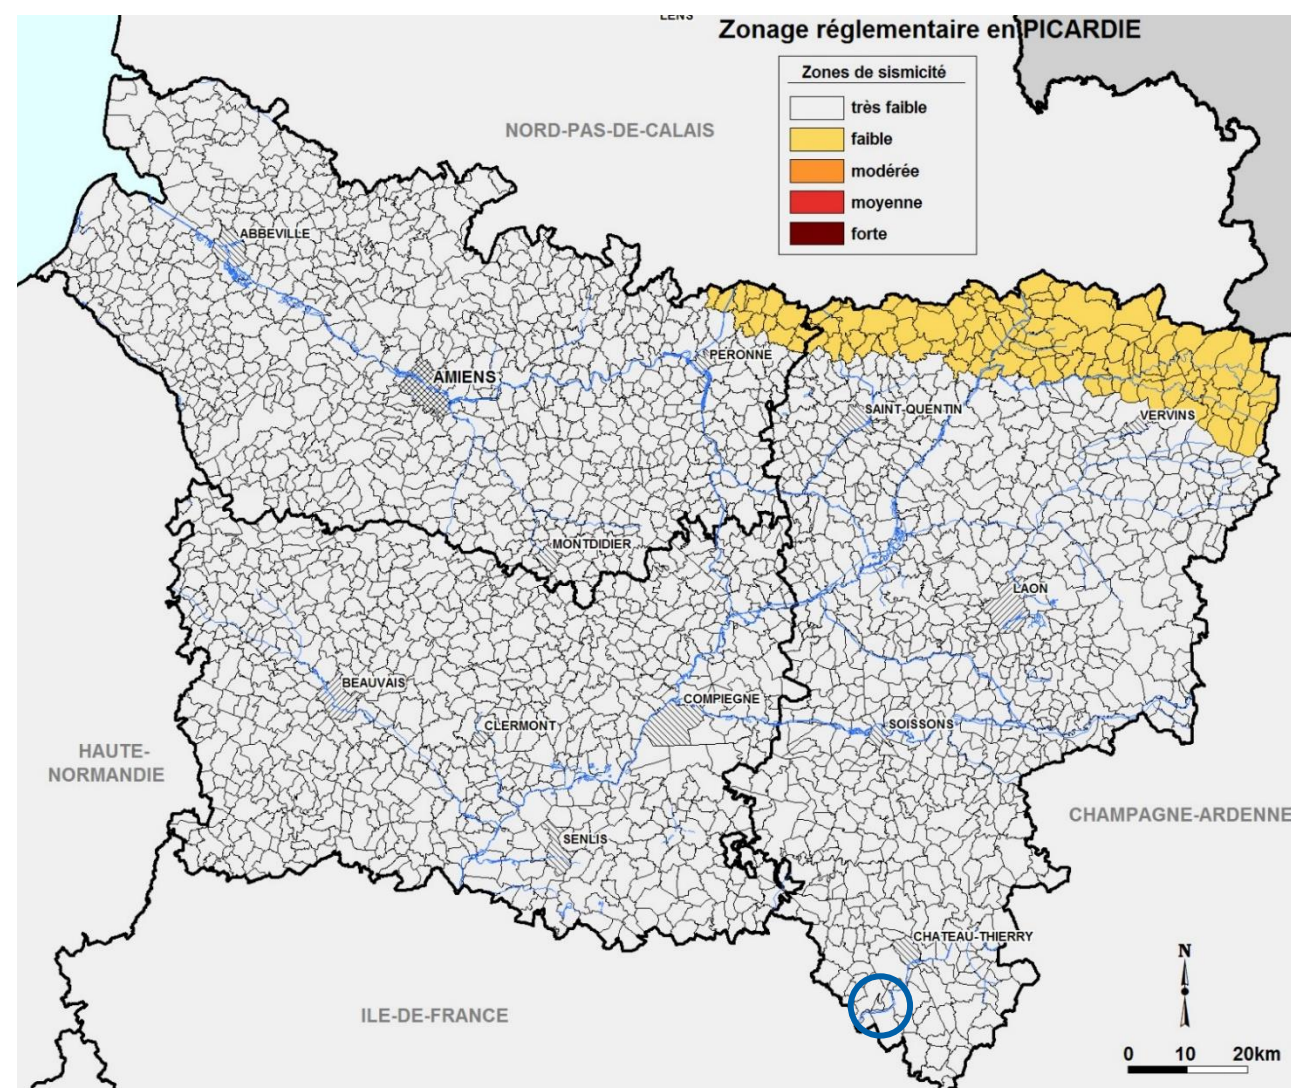 LENS
Zonage réglementaire en PICARDIE
Zones de sismicité
très faible
faible
modérée
moyenne
forte
NORD-PAS-DE-CALAIS
ABBEVILLE
PERONNE
AMIENS
SAINT-QUENTIN
VERVINS
MONTDIDIER
LAON
BEAUVAIS
COMPIEGNE
CLERMONT
SOISSONS
HAUTE-
NORMANDIE
CHAMPAGNE-ARDENNE
SENLIS
CHATEAU-THIERRY
N
ILE-DE-FRANCE
0 10 20km